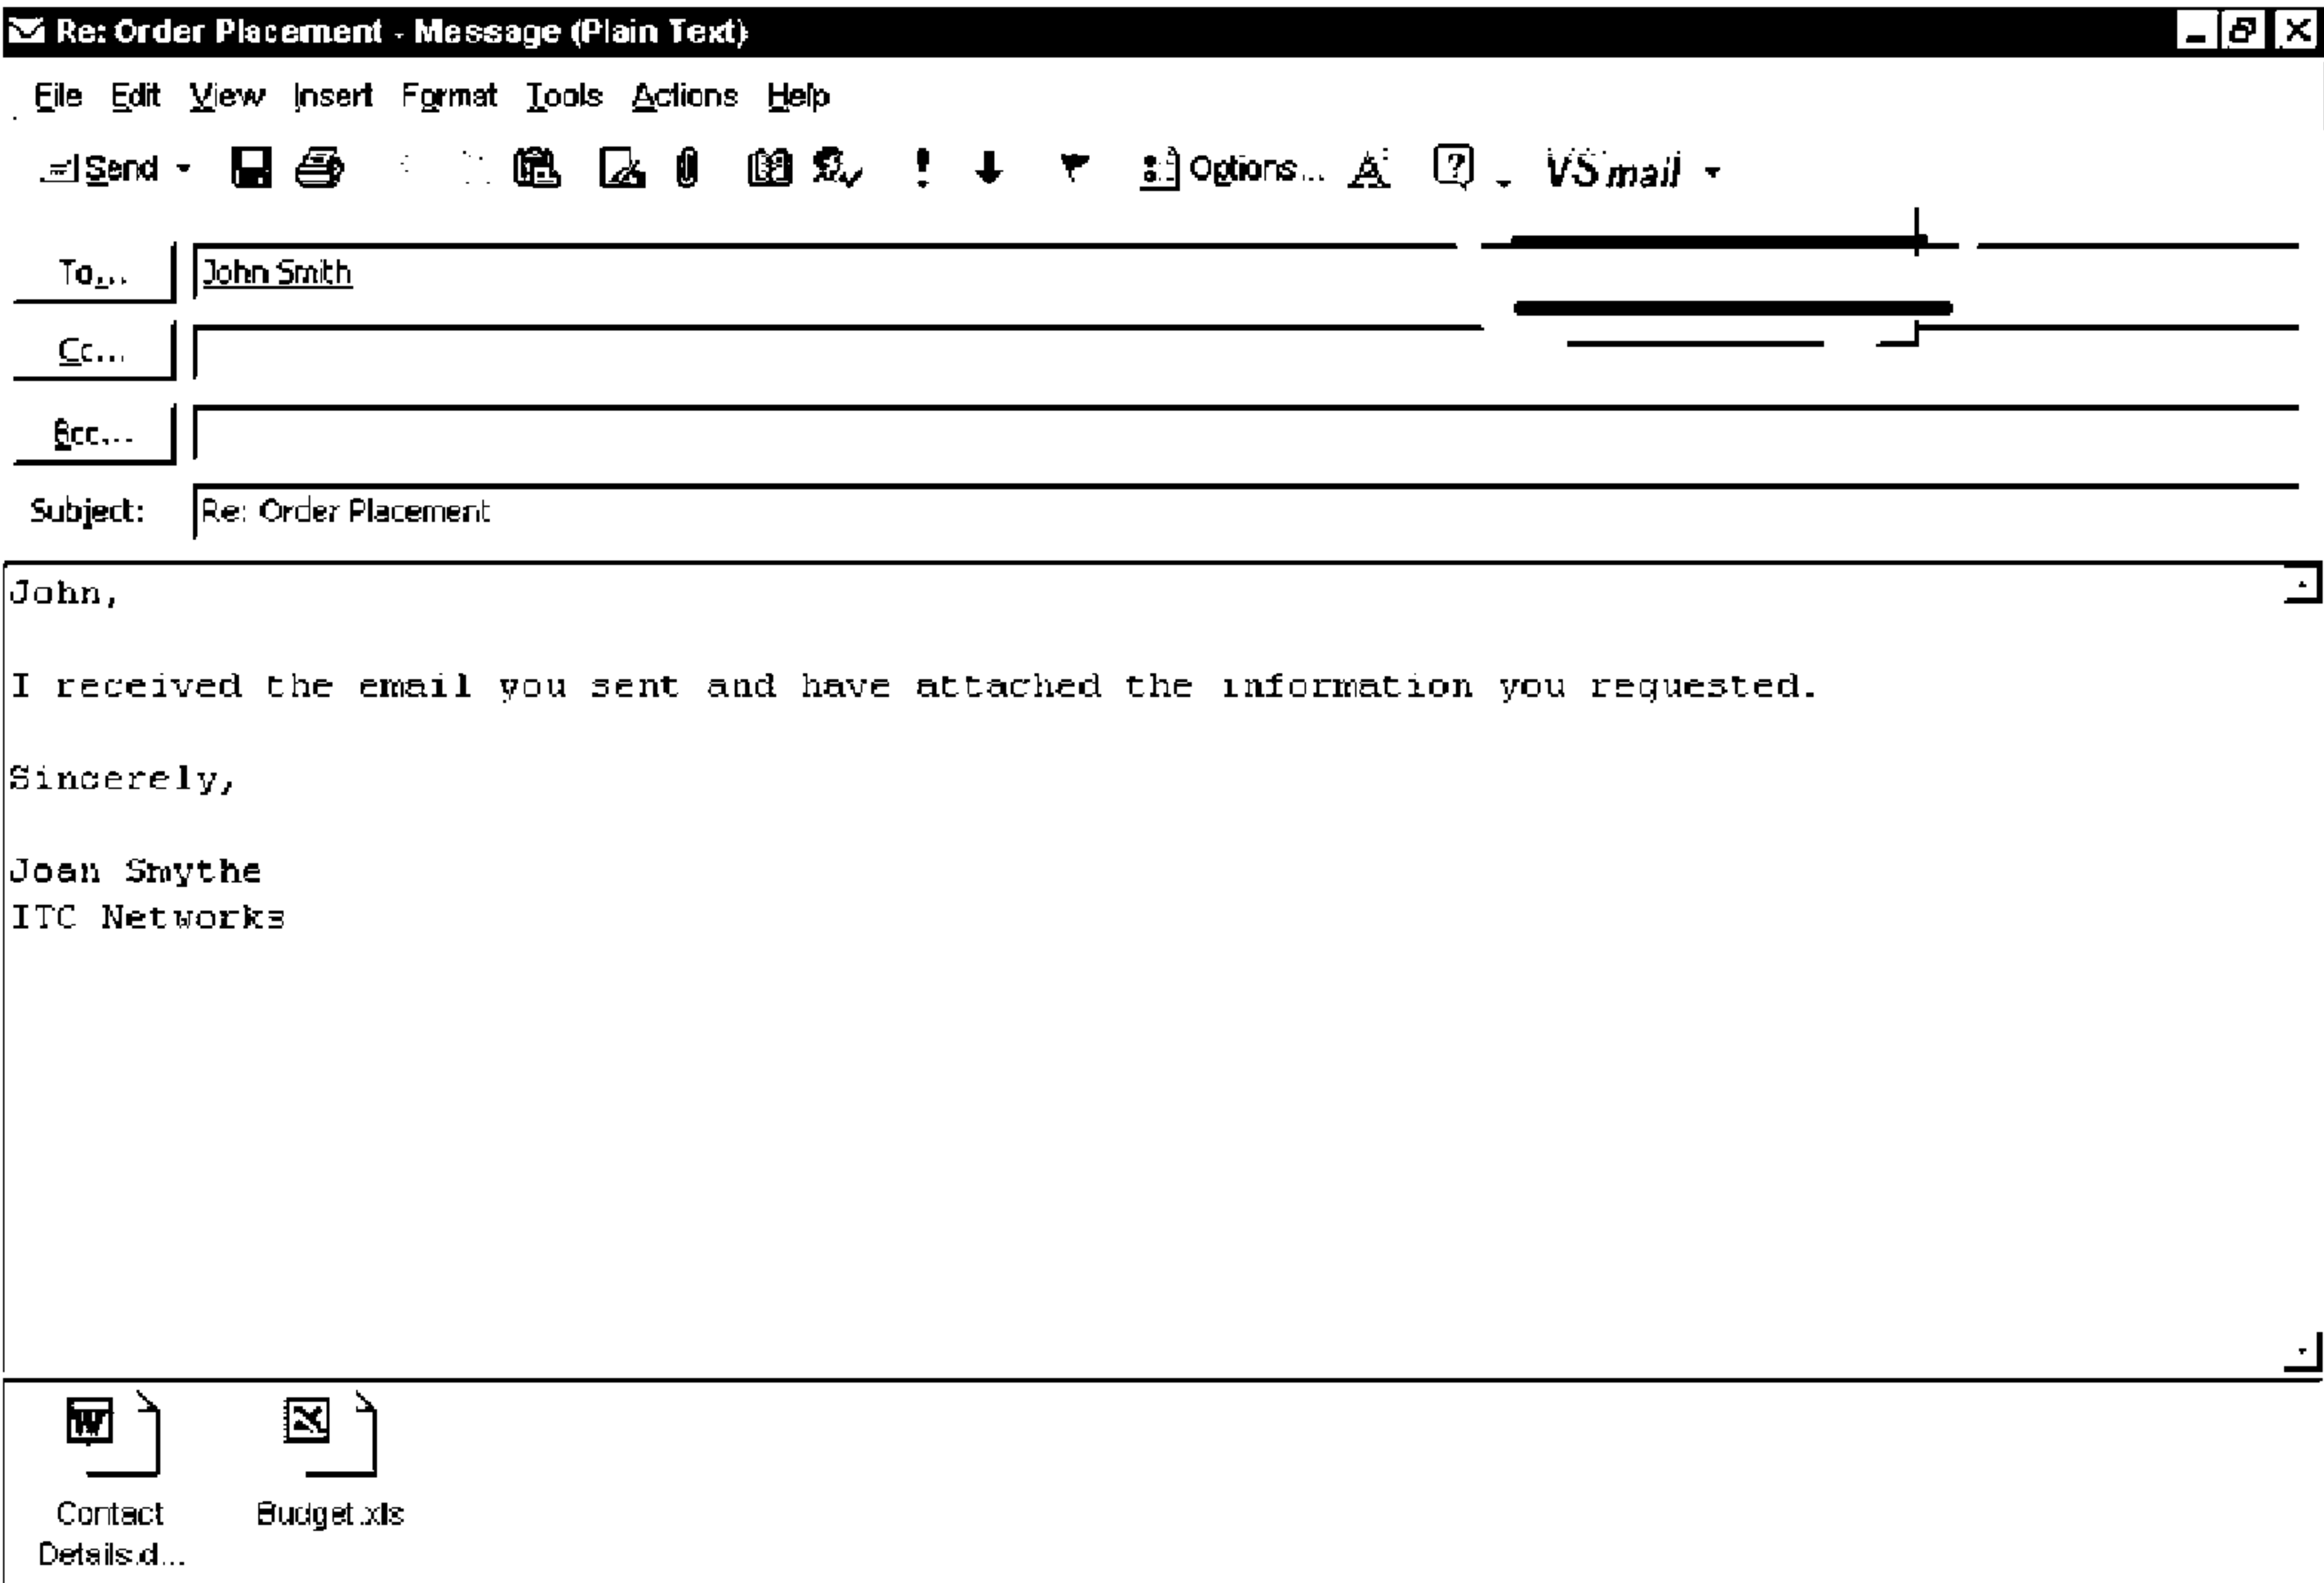 Re: Order Placement - Message (Plain Text)
File Edit View Insert Format Tools Actions Help
Send Options... A VSmail
To... John Smith
Cc...
Bcc...
Subject: Re: Order Placement
John,
I received the email you sent and have attached the information you requested.
Sincerely,
Joan Smythe
ITC Networks
Contact Budget.xls
Details.d...